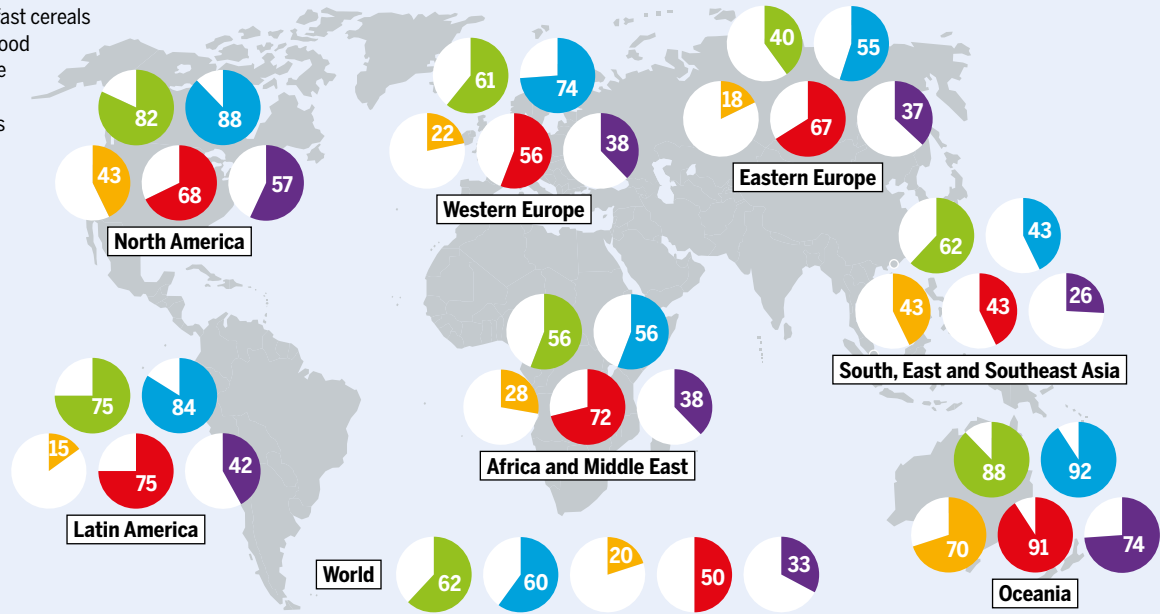 fast cereals
ood
e
s
82 88
43 68 57
North America
61 74
22 56 38
Western Europe
40 55
18 67 37
Eastern Europe
62 43
43 43 26
South, East and Southeast Asia
56 56
28 72 38
Africa and Middle East
75 84
15 75 42
Latin America
88 92
70 91 74
Oceania
World 62 60 20 50 33